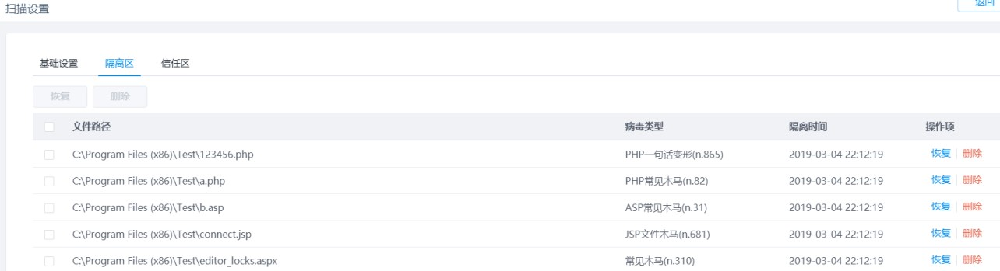 扫描设置
返回
基础设置 隔离区 信任区
恢复 删除
文件路径 病毒类型 隔离时间 操作项
C:\Program Files (x86)\Test\123456.php PHP一句话变形(n.865) 2019-03-04 22:12:19 恢复 删除
C:\Program Files (x86)\Test\a.php PHP常见木马(n.82) 2019-03-04 22:12:19 恢复 删除
C:\Program Files (x86)\Test\b.asp ASP常见木马(n.31) 2019-03-04 22:12:19 恢复 删除
C:\Program Files (x86)\Test\connect.jsp JSP文件木马(n.681) 2019-03-04 22:12:19 恢复 删除
C:\Program Files (x86)\Test\editor_locks.aspx 常见木马(n.310) 2019-03-04 22:12:19 恢复 删除